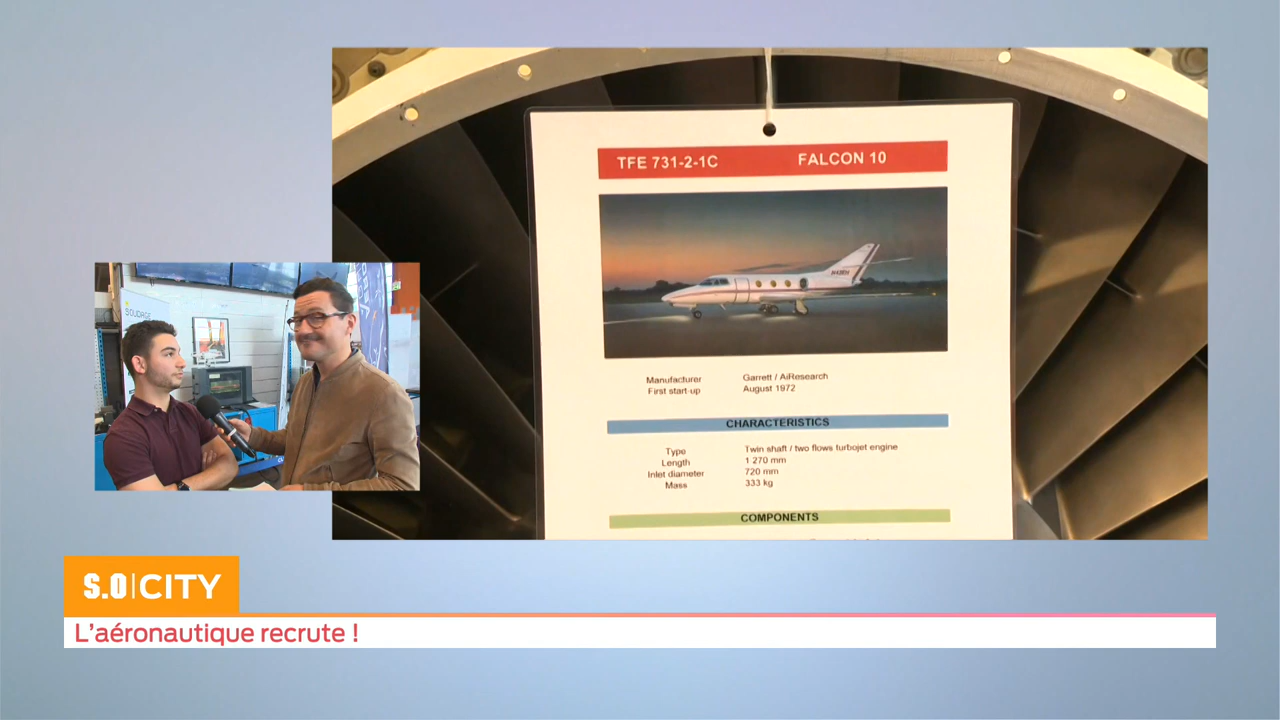 TFE 731-2-1C FALCON 10
Manufacturer Garrett / AiResearch
First start-up August 1972
CHARACTERISTICS
Type Twin shaft / two flows turbojet engine
Length 1 270 mm
Inlet diameter 720 mm
Mass 333 kg
COMPONENTS
SOUDAGE
S.O|CITY
L'aéronautique recrute !